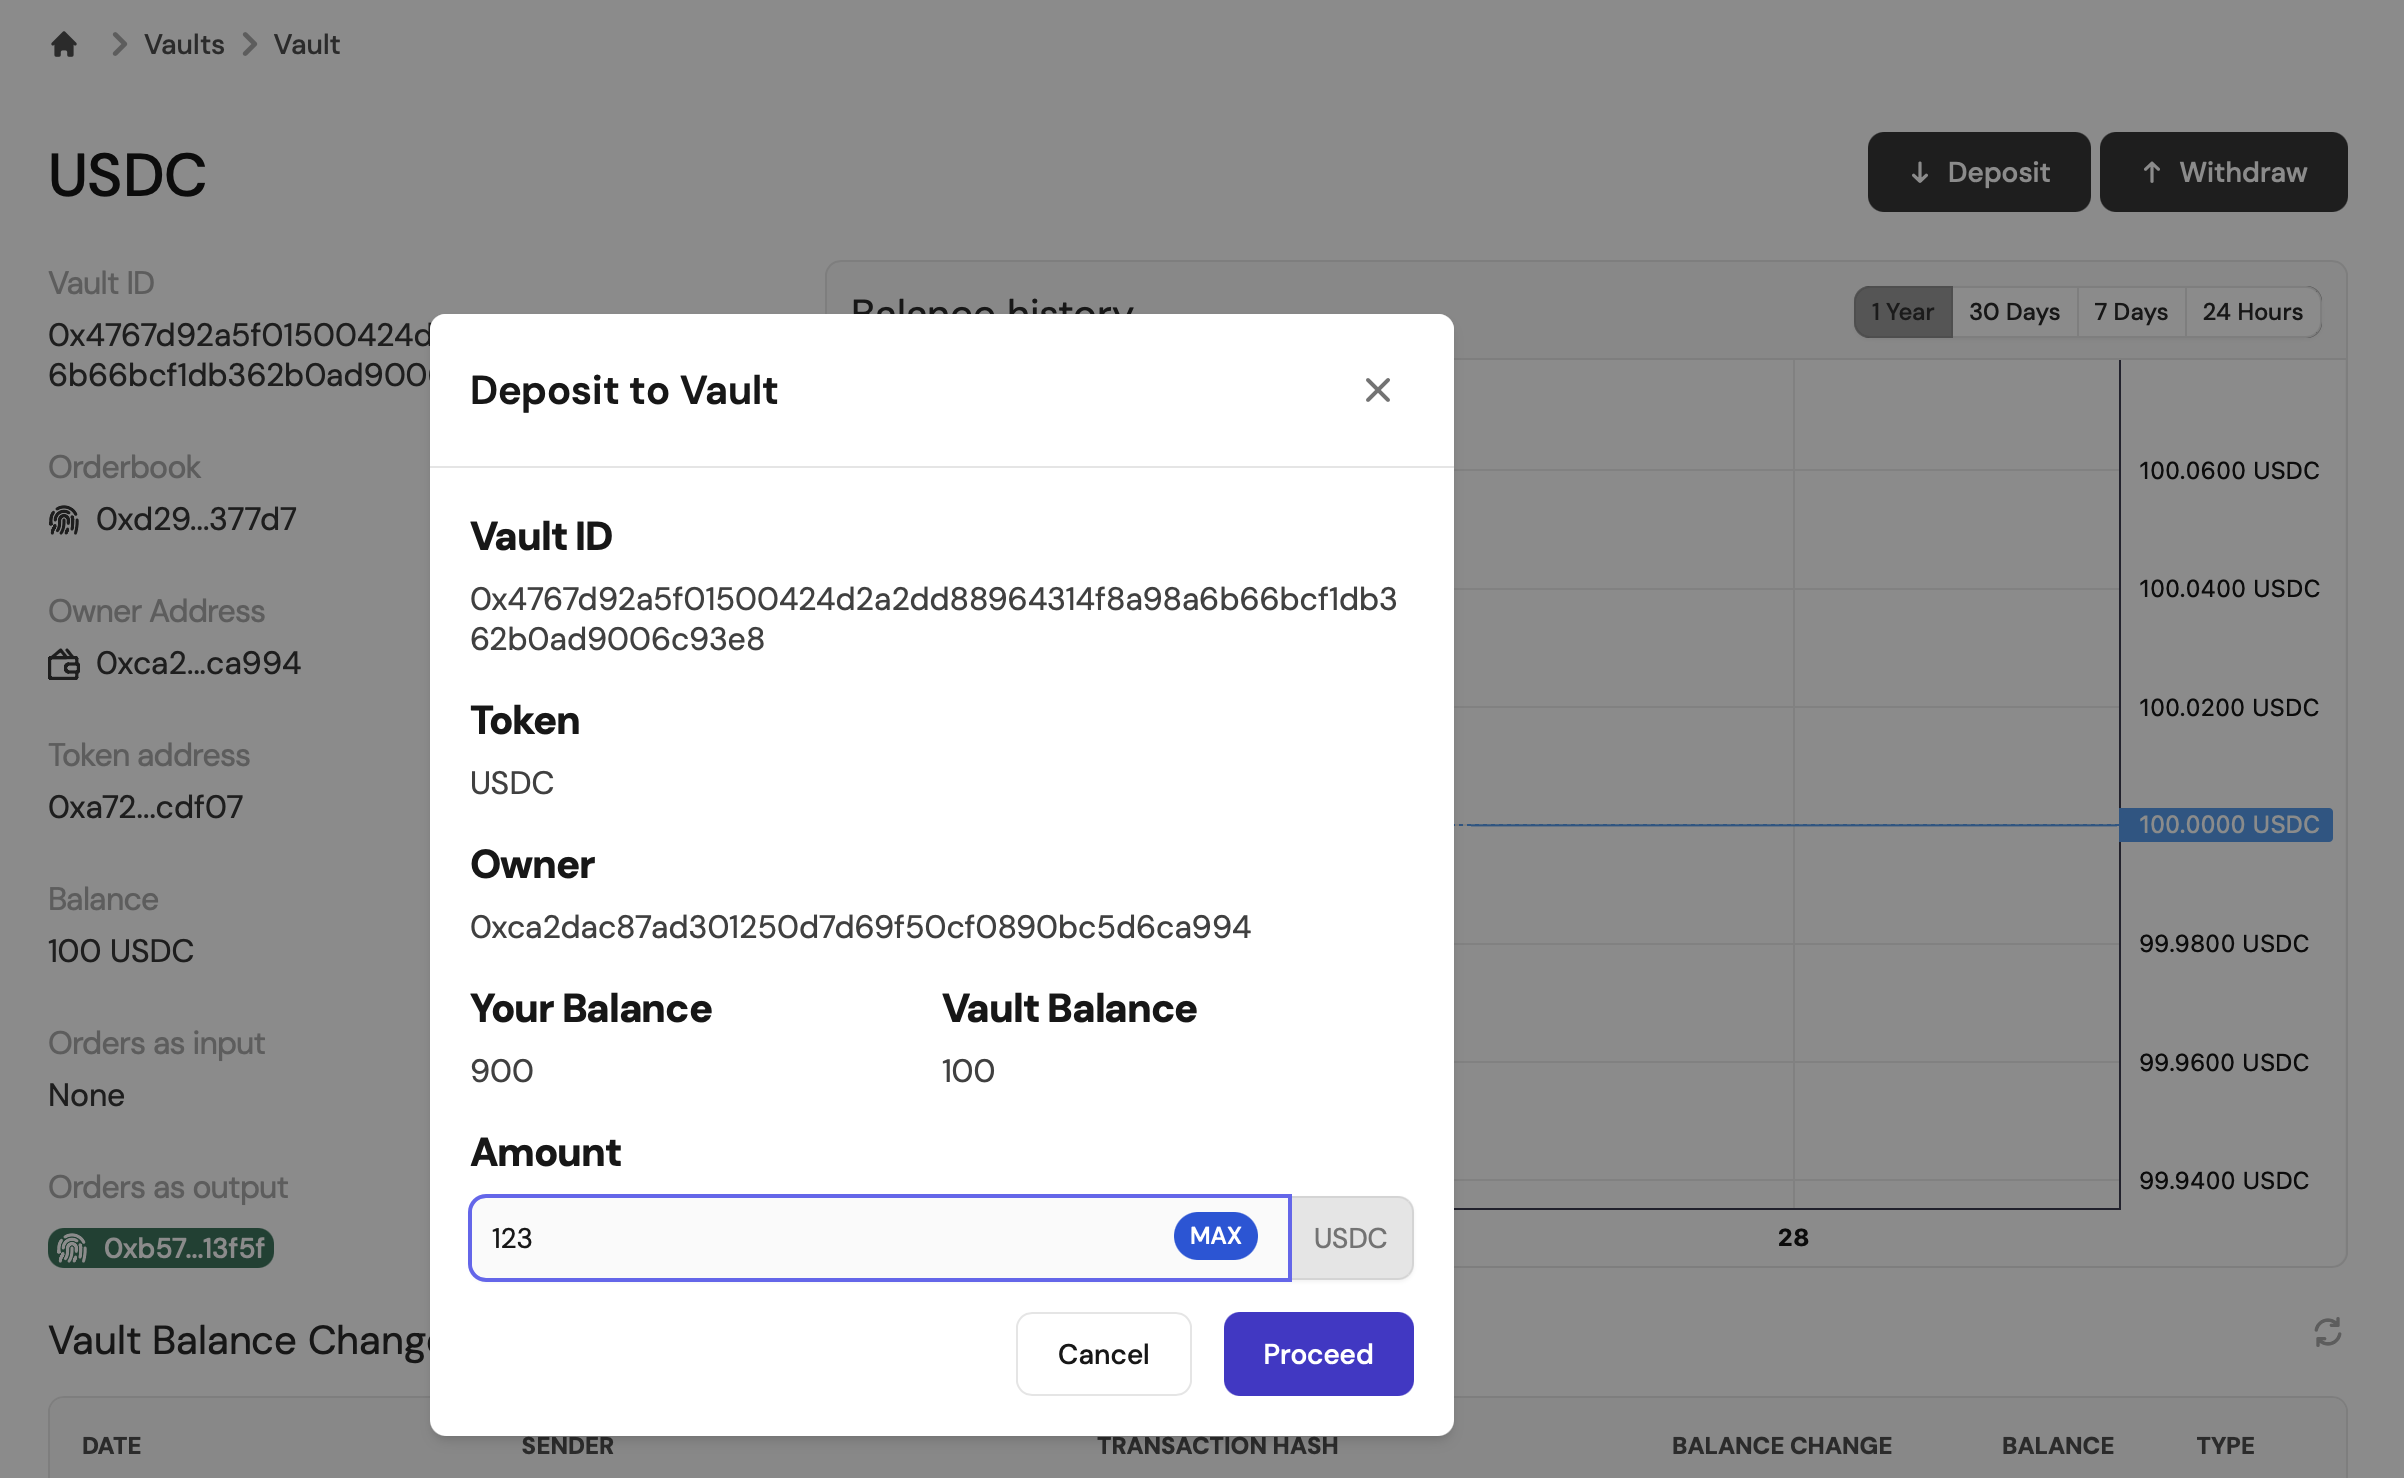 Vaults
Vault
USDC
Deposit
Withdraw
Vault ID
0x4767d92a5f01500424d
6b66bcf1db362b0ad900
Orderbook
0xd29...377d7
Owner Address
0xca2...ca994
Token address
0xa72...cdf07
Balance
100 USDC
Orders as input
None
Orders as output
0xb57...13f5f
Balance history
1 Year
30 Days
7 Days
24 Hours
100.0600 USDC
100.0400 USDC
100.0200 USDC
100.0000 USDC
99.9800 USDC
99.9600 USDC
99.9400 USDC
28
Deposit to Vault
Vault ID
0x4767d92a5f01500424d2a2dd88964314f8a98a6b66bcf1db3
62b0ad9006c93e8
Token
USDC
Owner
0xca2dac87ad301250d7d69f50cf0890bc5d6ca994
Your Balance
900
Vault Balance
100
Amount
123
MAX
USDC
Cancel
Proceed
Vault Balance Change
DATE
SENDER
TRANSACTION HASH
BALANCE CHANGE
BALANCE
TYPE